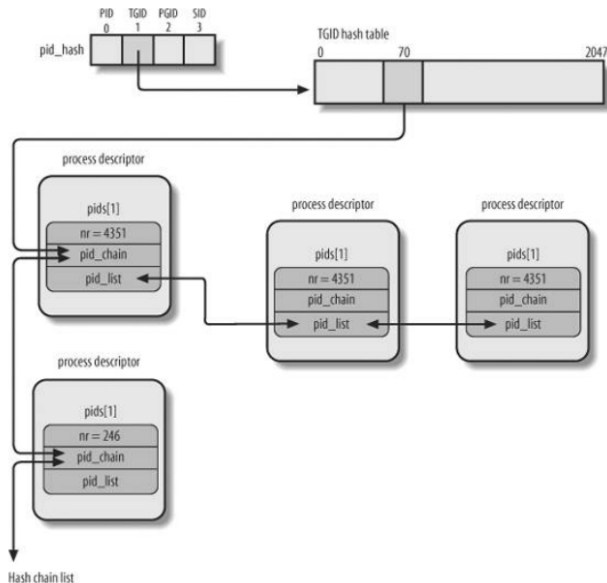 PID TGID PGID SID
0 1 2 3
pid_hash
TGID hash table
0 70 2047
process descriptor
pids[1]
nr = 4351
pid_chain
pid_list
process descriptor
pids[1]
nr = 4351
pid_chain
pid_list
process descriptor
pids[1]
nr = 4351
pid_chain
pid_list
process descriptor
pids[1]
nr = 246
pid_chain
pid_list
Hash chain list